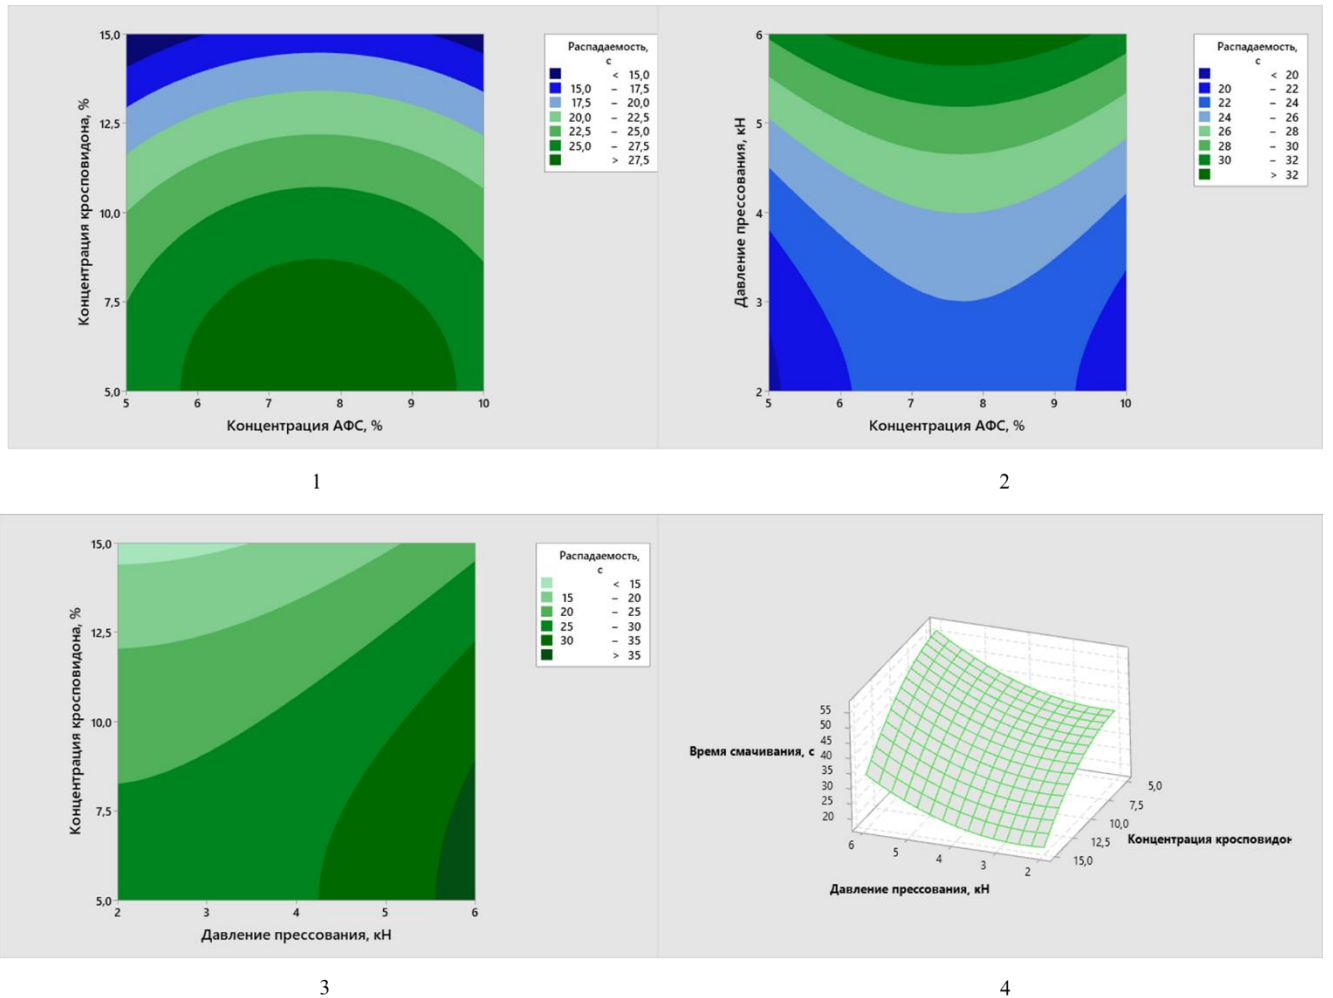 15,0
12,5
10,0
7,5
5,0
Концентрация кросповидона, %
5 6 7 8 9 10
Концентрация АФС, %
Распадаемость,
с
< 15,0
15,0 – 17,5
17,5 – 20,0
20,0 – 22,5
22,5 – 25,0
25,0 – 27,5
> 27,5
1
6
5
4
3
2
Давление прессования, кН
5 6 7 8 9 10
Концентрация АФС, %
Распадаемость,
с
< 20
20 – 22
22 – 24
24 – 26
26 – 28
28 – 30
30 – 32
> 32
2
15,0
12,5
10,0
7,5
5,0
Концентрация кросповидона, %
2 3 4 5 6
Давление прессования, кН
Распадаемость,
с
< 15
15 – 20
20 – 25
25 – 30
30 – 35
> 35
3
Время смачивания, с
55
50
45
40
35
30
25
20
6 5 4 3 2
Давление прессования, кН
5,0
7,5
10,0
12,5
15,0
Концентрация кросповидон
4